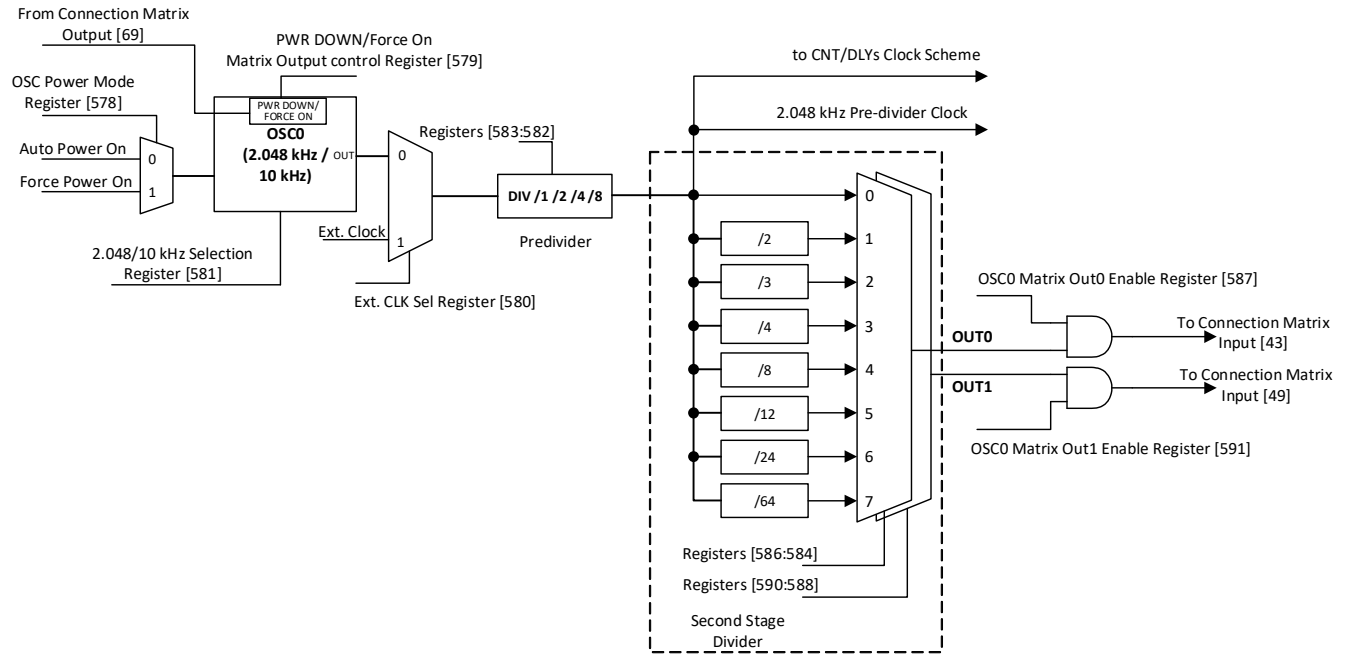 From Connection Matrix
Output [69]
PWR DOWN/Force On
Matrix Output control Register [579]
OSC Power Mode
Register [578]
Auto Power On
Force Power On
0
1
PWR DOWN/
FORCE ON
OSC0
(2.048 kHz /
10 kHz)
OUT
2.048/10 kHz Selection
Register [581]
0
Ext. Clock
1
Ext. CLK Sel Register [580]
Registers [583:582]
DIV /1 /2 /4 /8
Predivider
to CNT/DLYs Clock Scheme
2.048 kHz Pre-divider Clock
0
/2
1
/3
2
/4
3
/8
4
/12
5
/24
6
/64
7
Registers [586:584]
Registers [590:588]
Second Stage
Divider
OSC0 Matrix Out0 Enable Register [587]
OUT0
To Connection Matrix
Input [43]
OUT1
To Connection Matrix
Input [49]
OSC0 Matrix Out1 Enable Register [591]